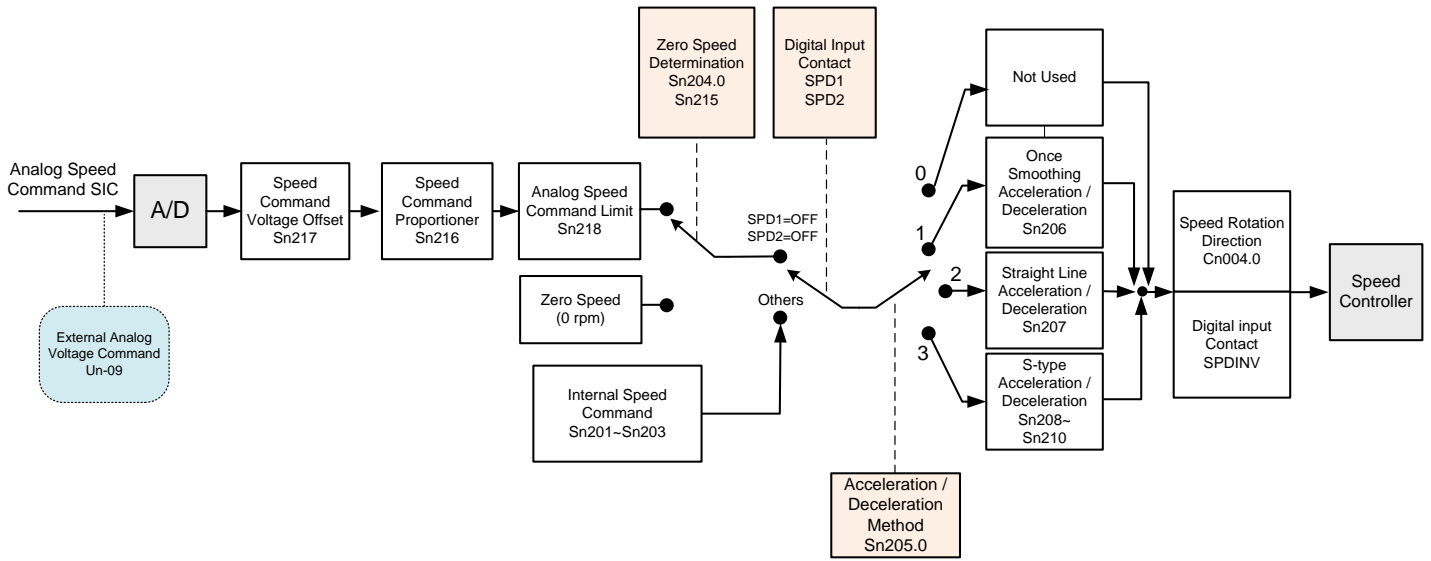 Zero Speed
Determination
Sn204.0
Sn215
Digital Input
Contact
SPD1
SPD2
Not Used
Analog Speed
Command SIC
A/D
Speed
Command
Voltage Offset
Sn217
Speed
Command
Proportioner
Sn216
Analog Speed
Command Limit
Sn218
SPD1=OFF
SPD2=OFF
Others
Zero Speed
(0 rpm)
Internal Speed
Command
Sn201~Sn203
External Analog
Voltage Command
Un-09
0
1
2
3
Once
Smoothing
Acceleration /
Deceleration
Sn206
Straight Line
Acceleration /
Deceleration
Sn207
S-type
Acceleration /
Deceleration
Sn208~
Sn210
Acceleration /
Deceleration
Method
Sn205.0
Speed Rotation
Direction
Cn004.0
Digital input
Contact
SPDINV
Speed
Controller